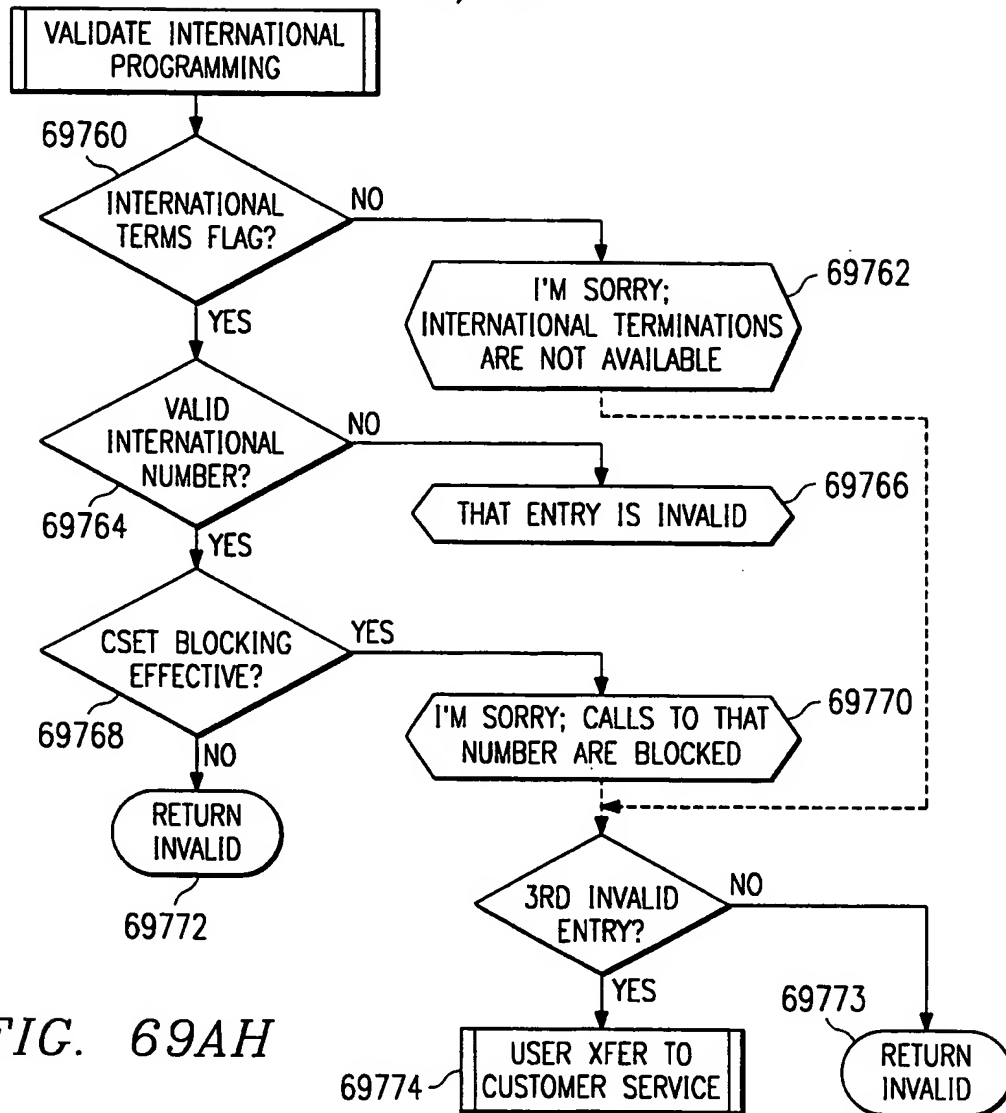 VALIDATE INTERNATIONAL
PROGRAMMING
69760
INTERNATIONAL
TERMS FLAG?
NO
YES
I'M SORRY;
INTERNATIONAL TERMINATIONS
ARE NOT AVAILABLE
69762
VALID
INTERNATIONAL
NUMBER?
NO
69764
YES
THAT ENTRY IS INVALID
69766
CSET BLOCKING
EFFECTIVE?
YES
69768
NO
I'M SORRY; CALLS TO THAT
NUMBER ARE BLOCKED
69770
RETURN
INVALID
69772
3RD INVALID
ENTRY?
NO
YES
69773
RETURN
INVALID
USER XFER TO
CUSTOMER SERVICE
69774
FIG. 69AH